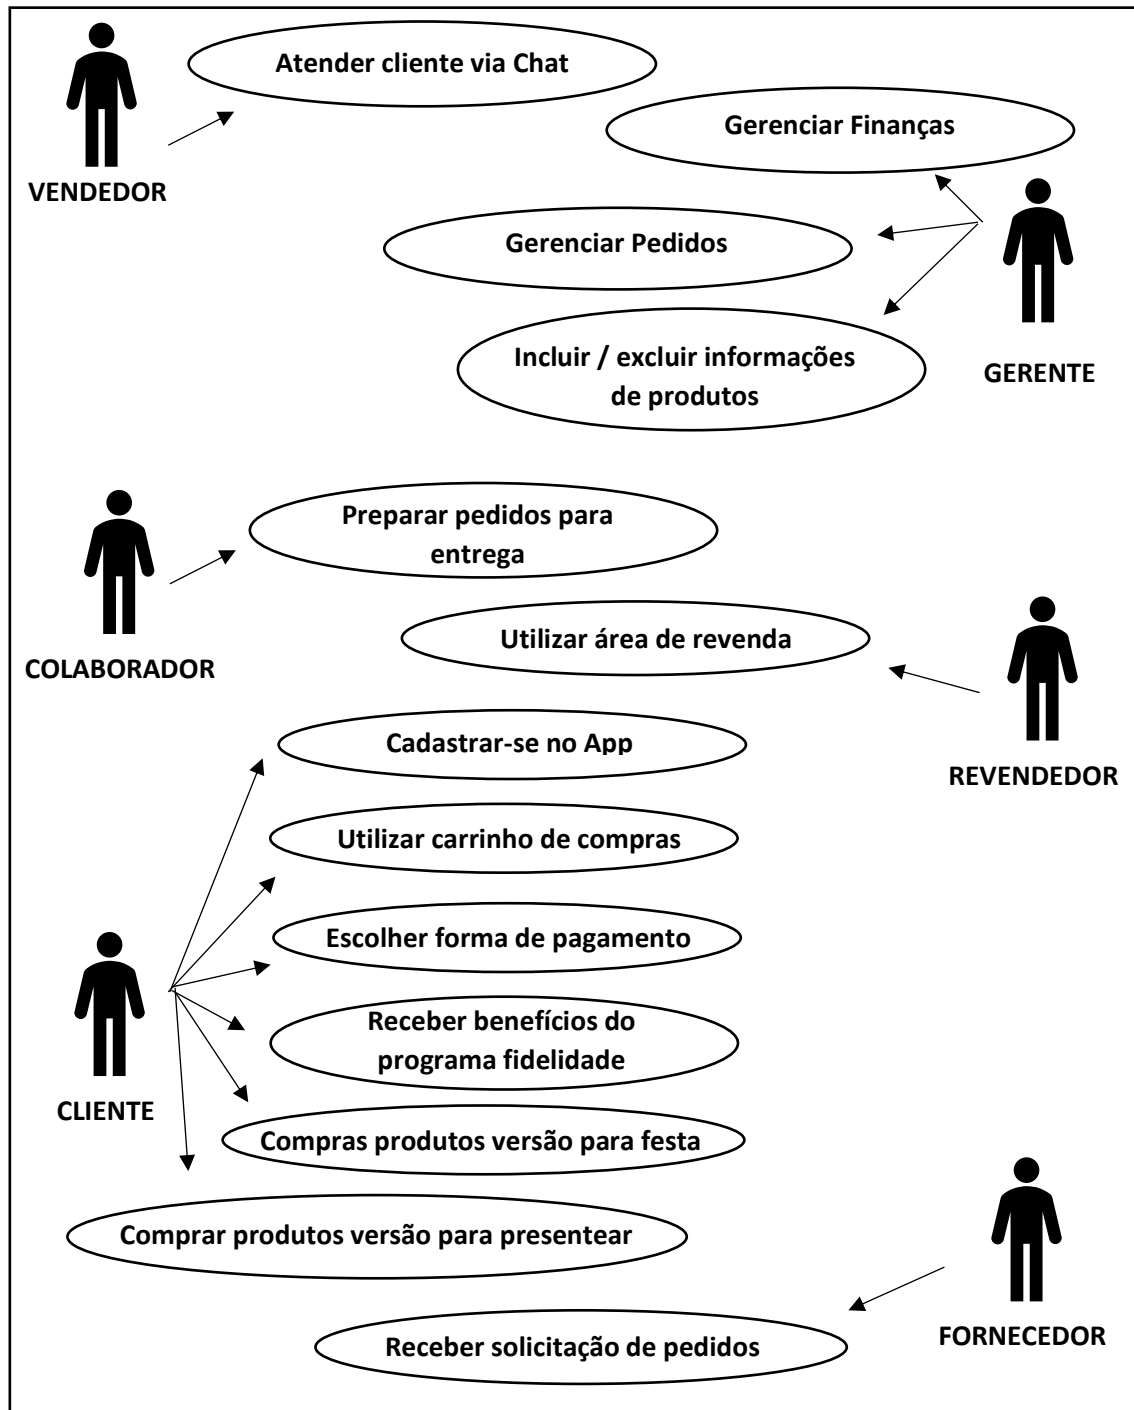 Atender cliente via Chat
Gerenciar Finanças
VENDEDOR
Gerenciar Pedidos
Incluir / excluir informações
de produtos
GERENTE
Preparar pedidos para
entrega
Utilizar área de revenda
COLABORADOR
Cadastrar-se no App
REVENDEDOR
Utilizar carrinho de compras
Escolher forma de pagamento
Receber benefícios do
programa fidelidade
CLIENTE
Compras produtos versão para festa
Comprar produtos versão para presentear
FORNECEDOR
Receber solicitação de pedidos